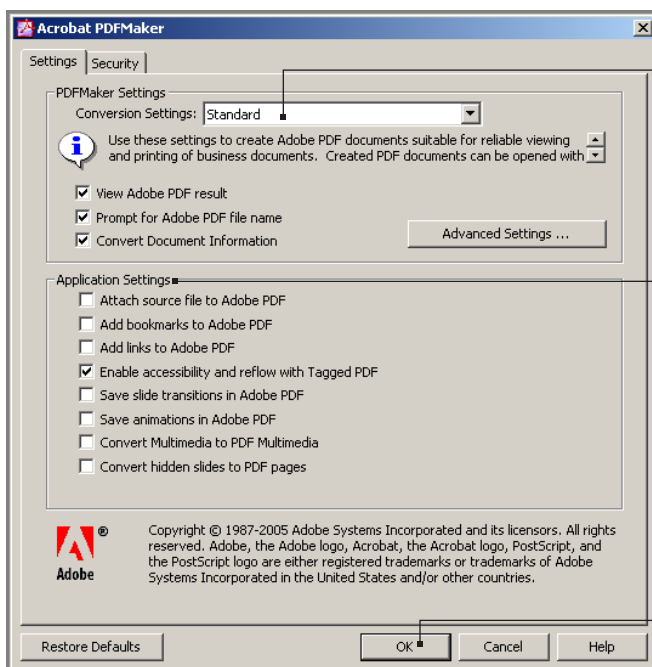 Acrobat PDFMaker
Settings
Security
PDFMaker Settings
Conversion Settings: Standard
Use these settings to create Adobe PDF documents suitable for reliable viewing
and printing of business documents. Created PDF documents can be opened with
View Adobe PDF result
Prompt for Adobe PDF file name
Convert Document Information
Advanced Settings ...
Application Settings
Attach source file to Adobe PDF
Add bookmarks to Adobe PDF
Add links to Adobe PDF
Enable accessibility and reflow with Tagged PDF
Save slide transitions in Adobe PDF
Save animations in Adobe PDF
Convert Multimedia to PDF Multimedia
Convert hidden slides to PDF pages
Adobe ®
Copyright © 1987-2005 Adobe Systems Incorporated and its licensors. All rights
reserved. Adobe, the Adobe logo, Acrobat, the Acrobat logo, PostScript, and
the PostScript logo are either registered trademarks or trademarks of Adobe
Systems Incorporated in the United States and/or other countries.
Restore Defaults
OK
Cancel
Help